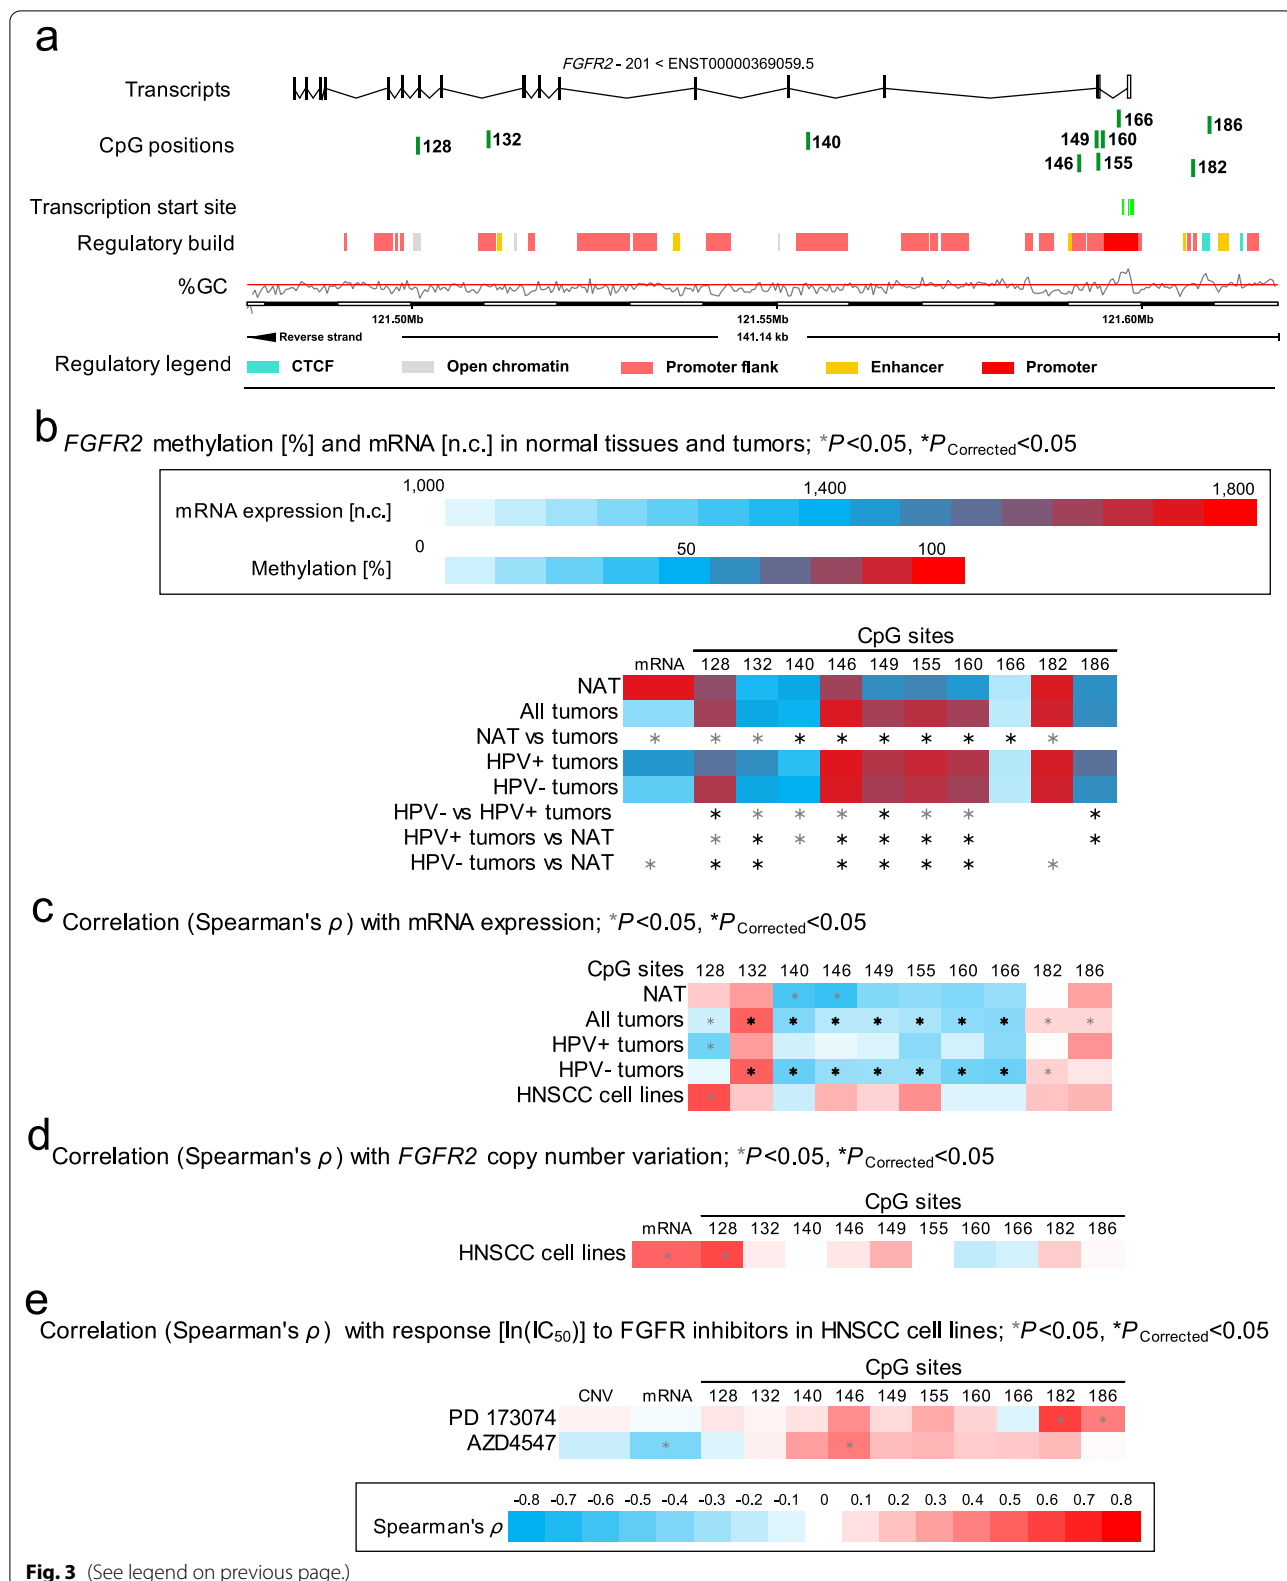 a
FGFR2 - 201 < ENST00000369059.5
Transcripts
CpG positions
128
132
140
149
160
166
146
155
186
182
Transcription start site
Regulatory build
%GC
121.50Mb 121.55Mb 121.60Mb
Reverse strand 141.14 kb
Regulatory legend CTCF Open chromatin Promoter flank Enhancer Promoter
b FGFR2 methylation [%] and mRNA [n.c.] in normal tissues and tumors; *P<0.05, *P Corrected<0.05
1,000 1,400 1,800
mRNA expression [n.c.]
0 50 100
Methylation [%]
CpG sites
mRNA 128 132 140 146 149 155 160 166 182 186
NAT
All tumors
NAT vs tumors * * * * * * * * * *
HPV+ tumors
HPV- tumors
HPV- vs HPV+ tumors * * * * * * * *
HPV+ tumors vs NAT * * * * * * * *
HPV- tumors vs NAT * * * * * * * *
c Correlation (Spearman's ρ) with mRNA expression; *P<0.05, *P Corrected<0.05
CpG sites 128 132 140 146 149 155 160 166 182 186
NAT * *
All tumors * * * * * * * * * *
HPV+ tumors *
HPV- tumors * * * * * * * *
HNSCC cell lines *
d Correlation (Spearman's ρ) with FGFR2 copy number variation; *P<0.05, *P Corrected<0.05
CpG sites
mRNA 128 132 140 146 149 155 160 166 182 186
HNSCC cell lines * *
e Correlation (Spearman's ρ) with response [ln(IC50)] to FGFR inhibitors in HNSCC cell lines; *P<0.05, *P Corrected<0.05
CpG sites
CNV mRNA 128 132 140 146 149 155 160 166 182 186
PD 173074 * *
AZD4547 * *
-0.8 -0.7 -0.6 -0.5 -0.4 -0.3 -0.2 -0.1 0 0.1 0.2 0.3 0.4 0.5 0.6 0.7 0.8
Spearman's ρ
Fig. 3 (See legend on previous page.)